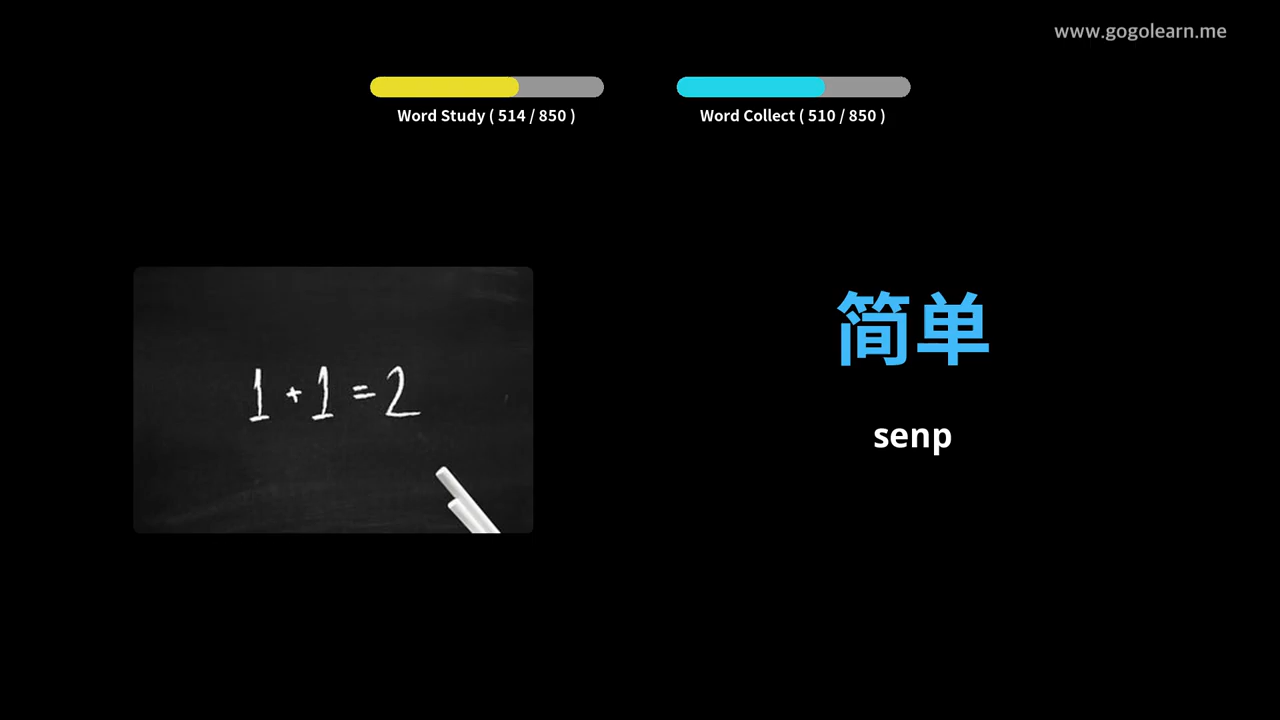 www.gogolearn.me
Word Study ( 514 / 850 )
Word Collect ( 510 / 850 )
1 + 1 = 2
简单
senp